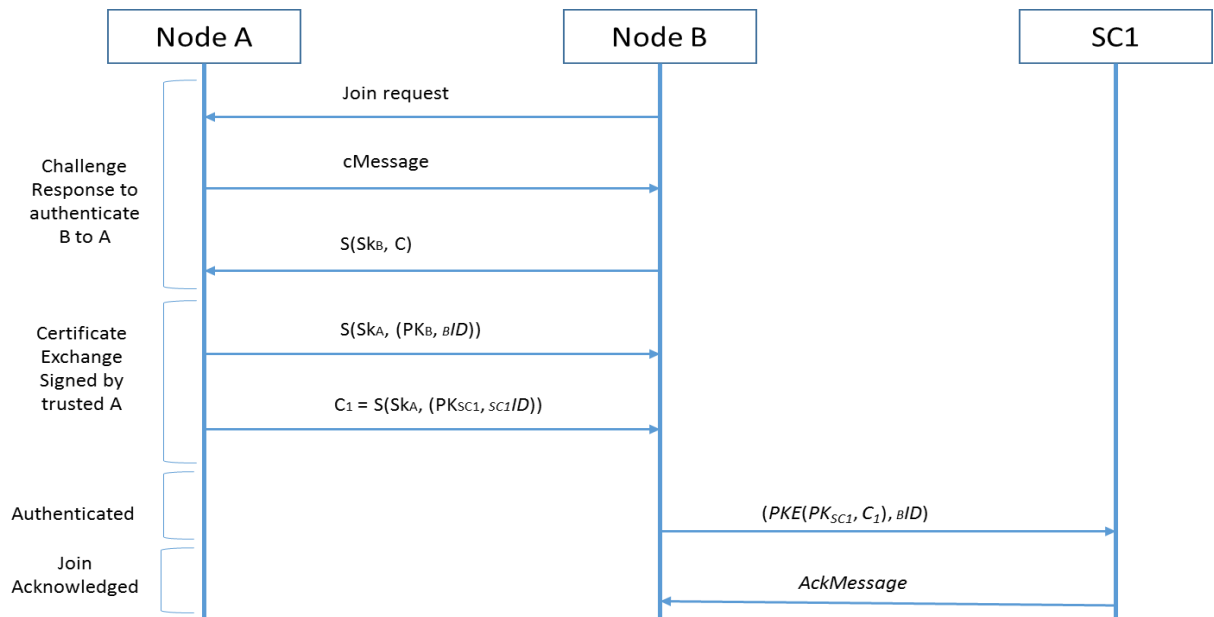 Node A
Node B
SC1
Join request
Challenge
Response to
authenticate
B to A
cMessage
S(SkB, C)
Certificate
Exchange
Signed by
trusted A
S(SkA, (PKB, BID))
C1 = S(SkA, (PKSC1, SC1ID))
Authenticated
(PKE(PKSC1, C1), BID)
Join
Acknowledged
AckMessage